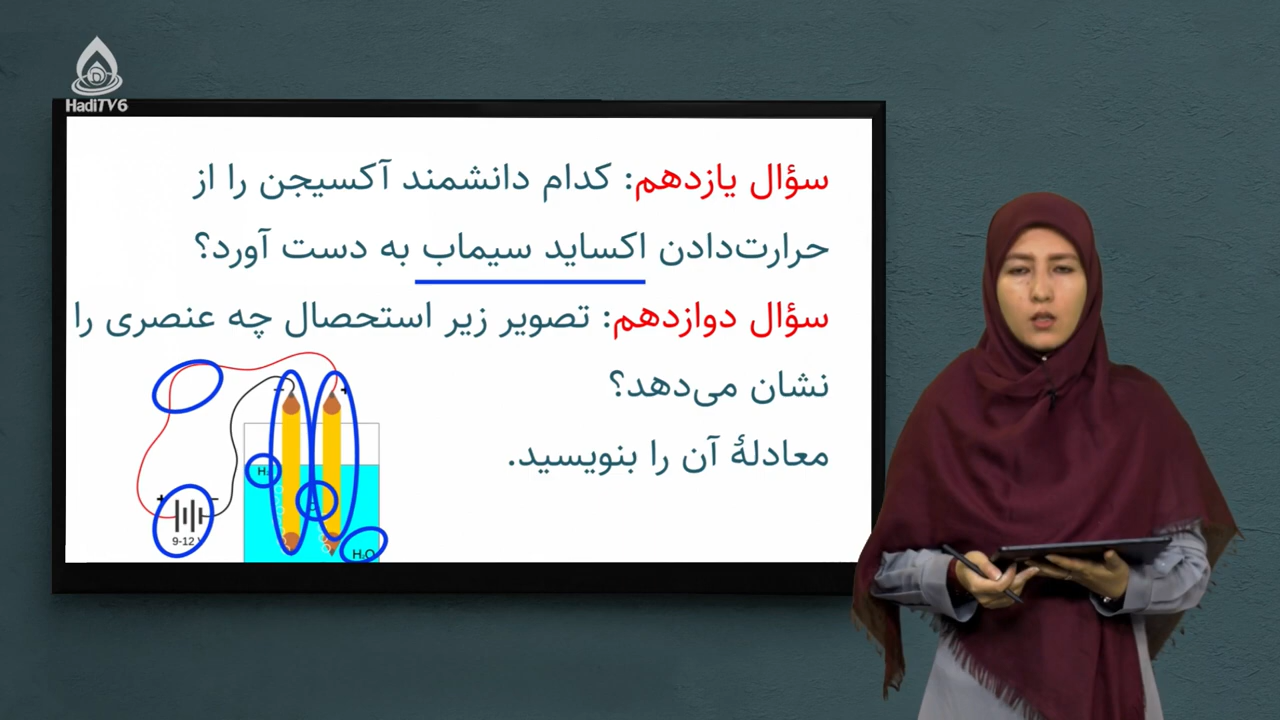 HadiTV6
سؤال یازدهم: کدام دانشمند آکسیجن را از
حرارت‌دادن اکساید سیماب به دست آورد؟
سؤال دوازدهم: تصویر زیر استحصال چه عنصری را
نشان می‌دهد؟
معادلهٔ آن را بنویسید.
− +
+ −
9-12 V
H₂O